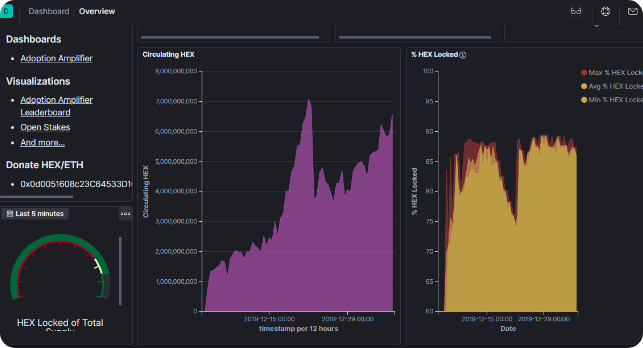 D Dashboard Overview
Dashboards
Adoption Amplifier
Visualizations
Adoption Amplifier
Leaderboard
Open Stakes
And more...
Donate HEX/ETH
0x0d0051608c23C64533D1
Last 5 minutes
HEX Locked of Total
Supply
Circulating HEX
8,000,000,000
7,000,000,000
6,000,000,000
5,000,000,000
4,000,000,000
3,000,000,000
2,000,000,000
1,000,000,000
0
Circulating HEX
2019-12-15 00:00 2019-12-29 00:00
timestamp per 12 hours
% HEX Locked
100
95
90
85
80
75
70
65
60
% HEX Locked
2019-12-15 00:00 2019-12-29 00:00
Date
Max % HEX Locked
Avg % HEX Locke
Min % HEX Locke